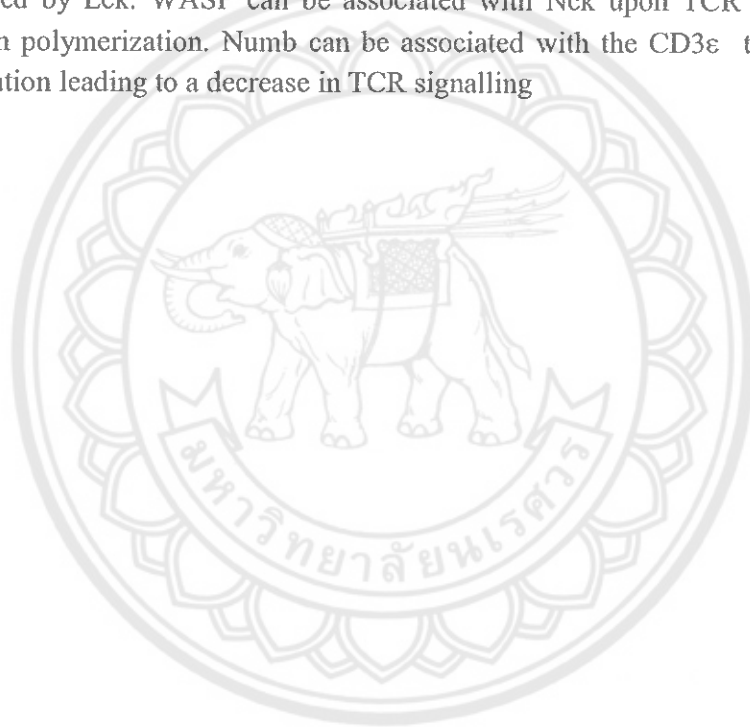 ed by Lck. WASP can be associated with Nck upon TCR
n polymerization. Numb can be associated with the CD3ε t
ution leading to a decrease in TCR signalling
มหาวิทยาลัยนเรศวร